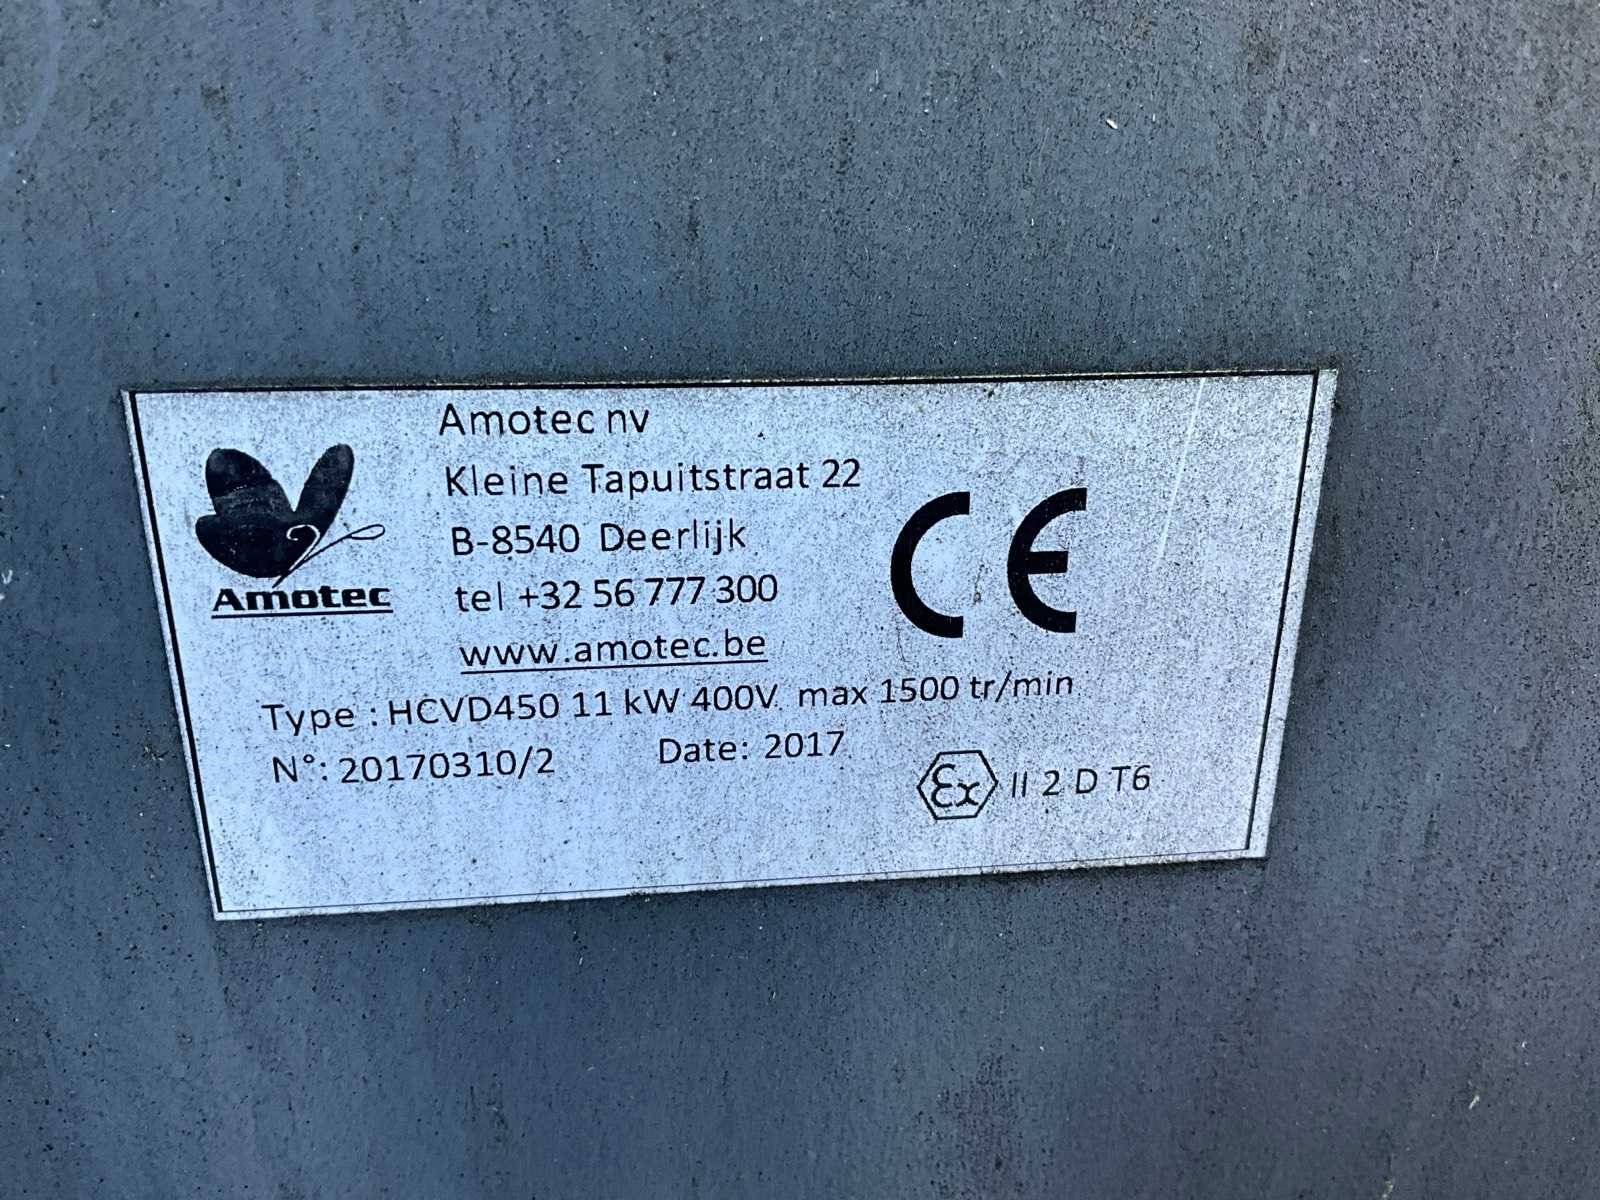 Amotec nv
Kleine Tapuitstraat 22
B-8540 Deerlijk
tel +32 56 777 300
www.amotec.be
Amotec
CE
Type : HCVD450 11 kW 400V. max 1500 tr/min
N°: 20170310/2 Date: 2017
Ex II 2 D T6